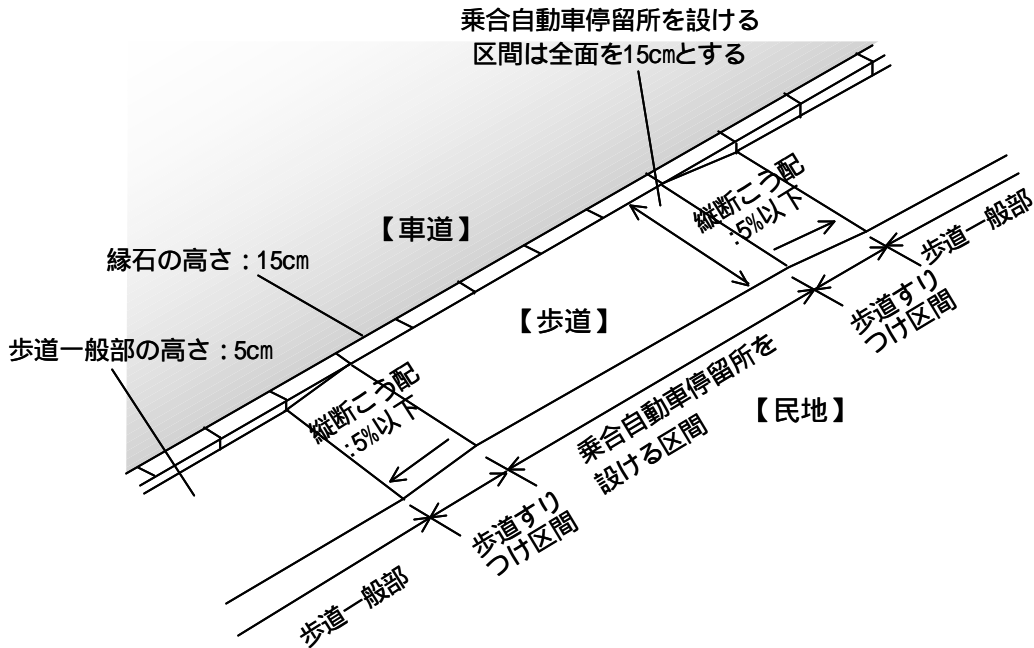 乗合自動車停留所を設ける
区間は全面を15cmとする
縦断こう配
:5%以下
【車道】
歩道一般部
縁石の高さ:15cm
【歩道】
歩道すり
つけ区間
歩道一般部の高さ:5cm
縦断こう配
:5%以下
乗合自動車停留所を
設ける区間
【民地】
歩道すり
つけ区間
歩道一般部